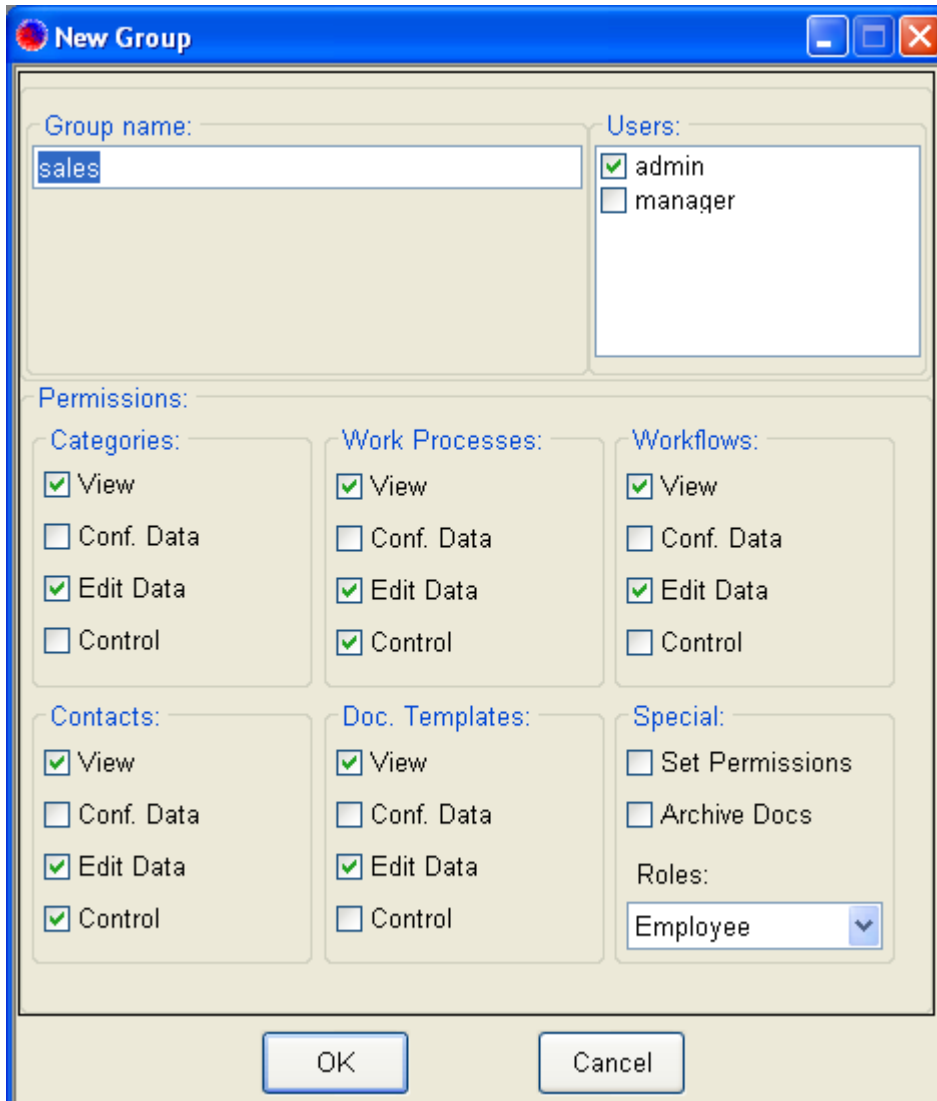 New Group
Group name:
Users:
sales
admin
manager
Permissions:
Categories:
Work Processes:
Workflows:
View
View
View
Conf. Data
Conf. Data
Conf. Data
Edit Data
Edit Data
Edit Data
Control
Control
Control
Contacts:
Doc. Templates:
Special:
View
View
Set Permissions
Conf. Data
Conf. Data
Archive Docs
Edit Data
Edit Data
Roles:
Control
Control
Employee
OK
Cancel